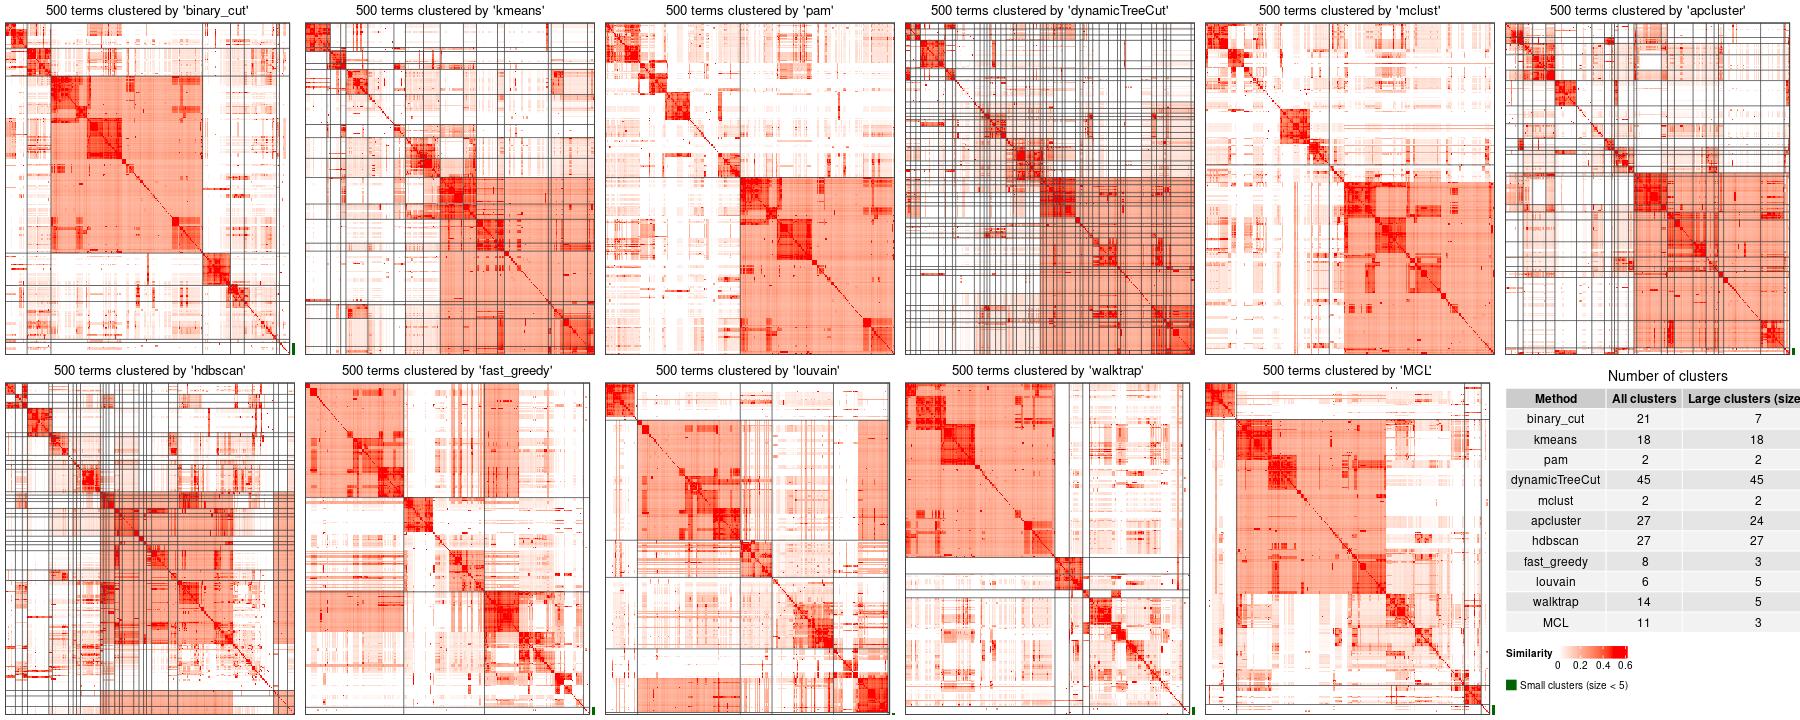 500 terms clustered by 'binary_cut'
500 terms clustered by 'kmeans'
500 terms clustered by 'pam'
500 terms clustered by 'dynamicTreeCut'
500 terms clustered by 'mclust'
500 terms clustered by 'apcluster'
500 terms clustered by 'hdbscan'
500 terms clustered by 'fast_greedy'
500 terms clustered by 'louvain'
500 terms clustered by 'walktrap'
500 terms clustered by 'MCL'
Number of clusters
Method All clusters Large clusters (size
binary_cut 21 7
kmeans 18 18
pam 2 2
dynamicTreeCut 45 45
mclust 2 2
apcluster 27 24
hdbscan 27 27
fast_greedy 8 3
louvain 6 5
walktrap 14 5
MCL 11 3
Similarity
0 0.2 0.4 0.6
Small clusters (size < 5)